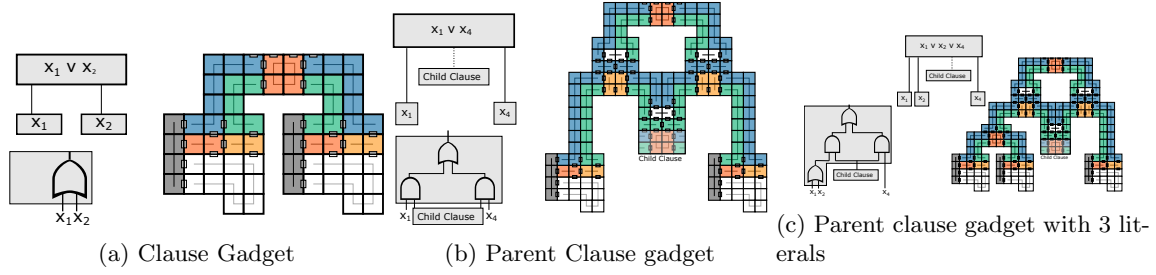 x₁ v x₂
x₁
x₂
x₁x₂
(a) Clause Gadget
x₁ v x₄
Child Clause
x₁
x₄
x₁
Child Clause
x₄
Child Clause
(b) Parent Clause gadget
x₁ v x₂ v x₄
Child Clause
x₁
x₂
x₄
Child Clause
x₁ x₂
x₄
Child Clause
(c) Parent clause gadget with 3 lit-
erals